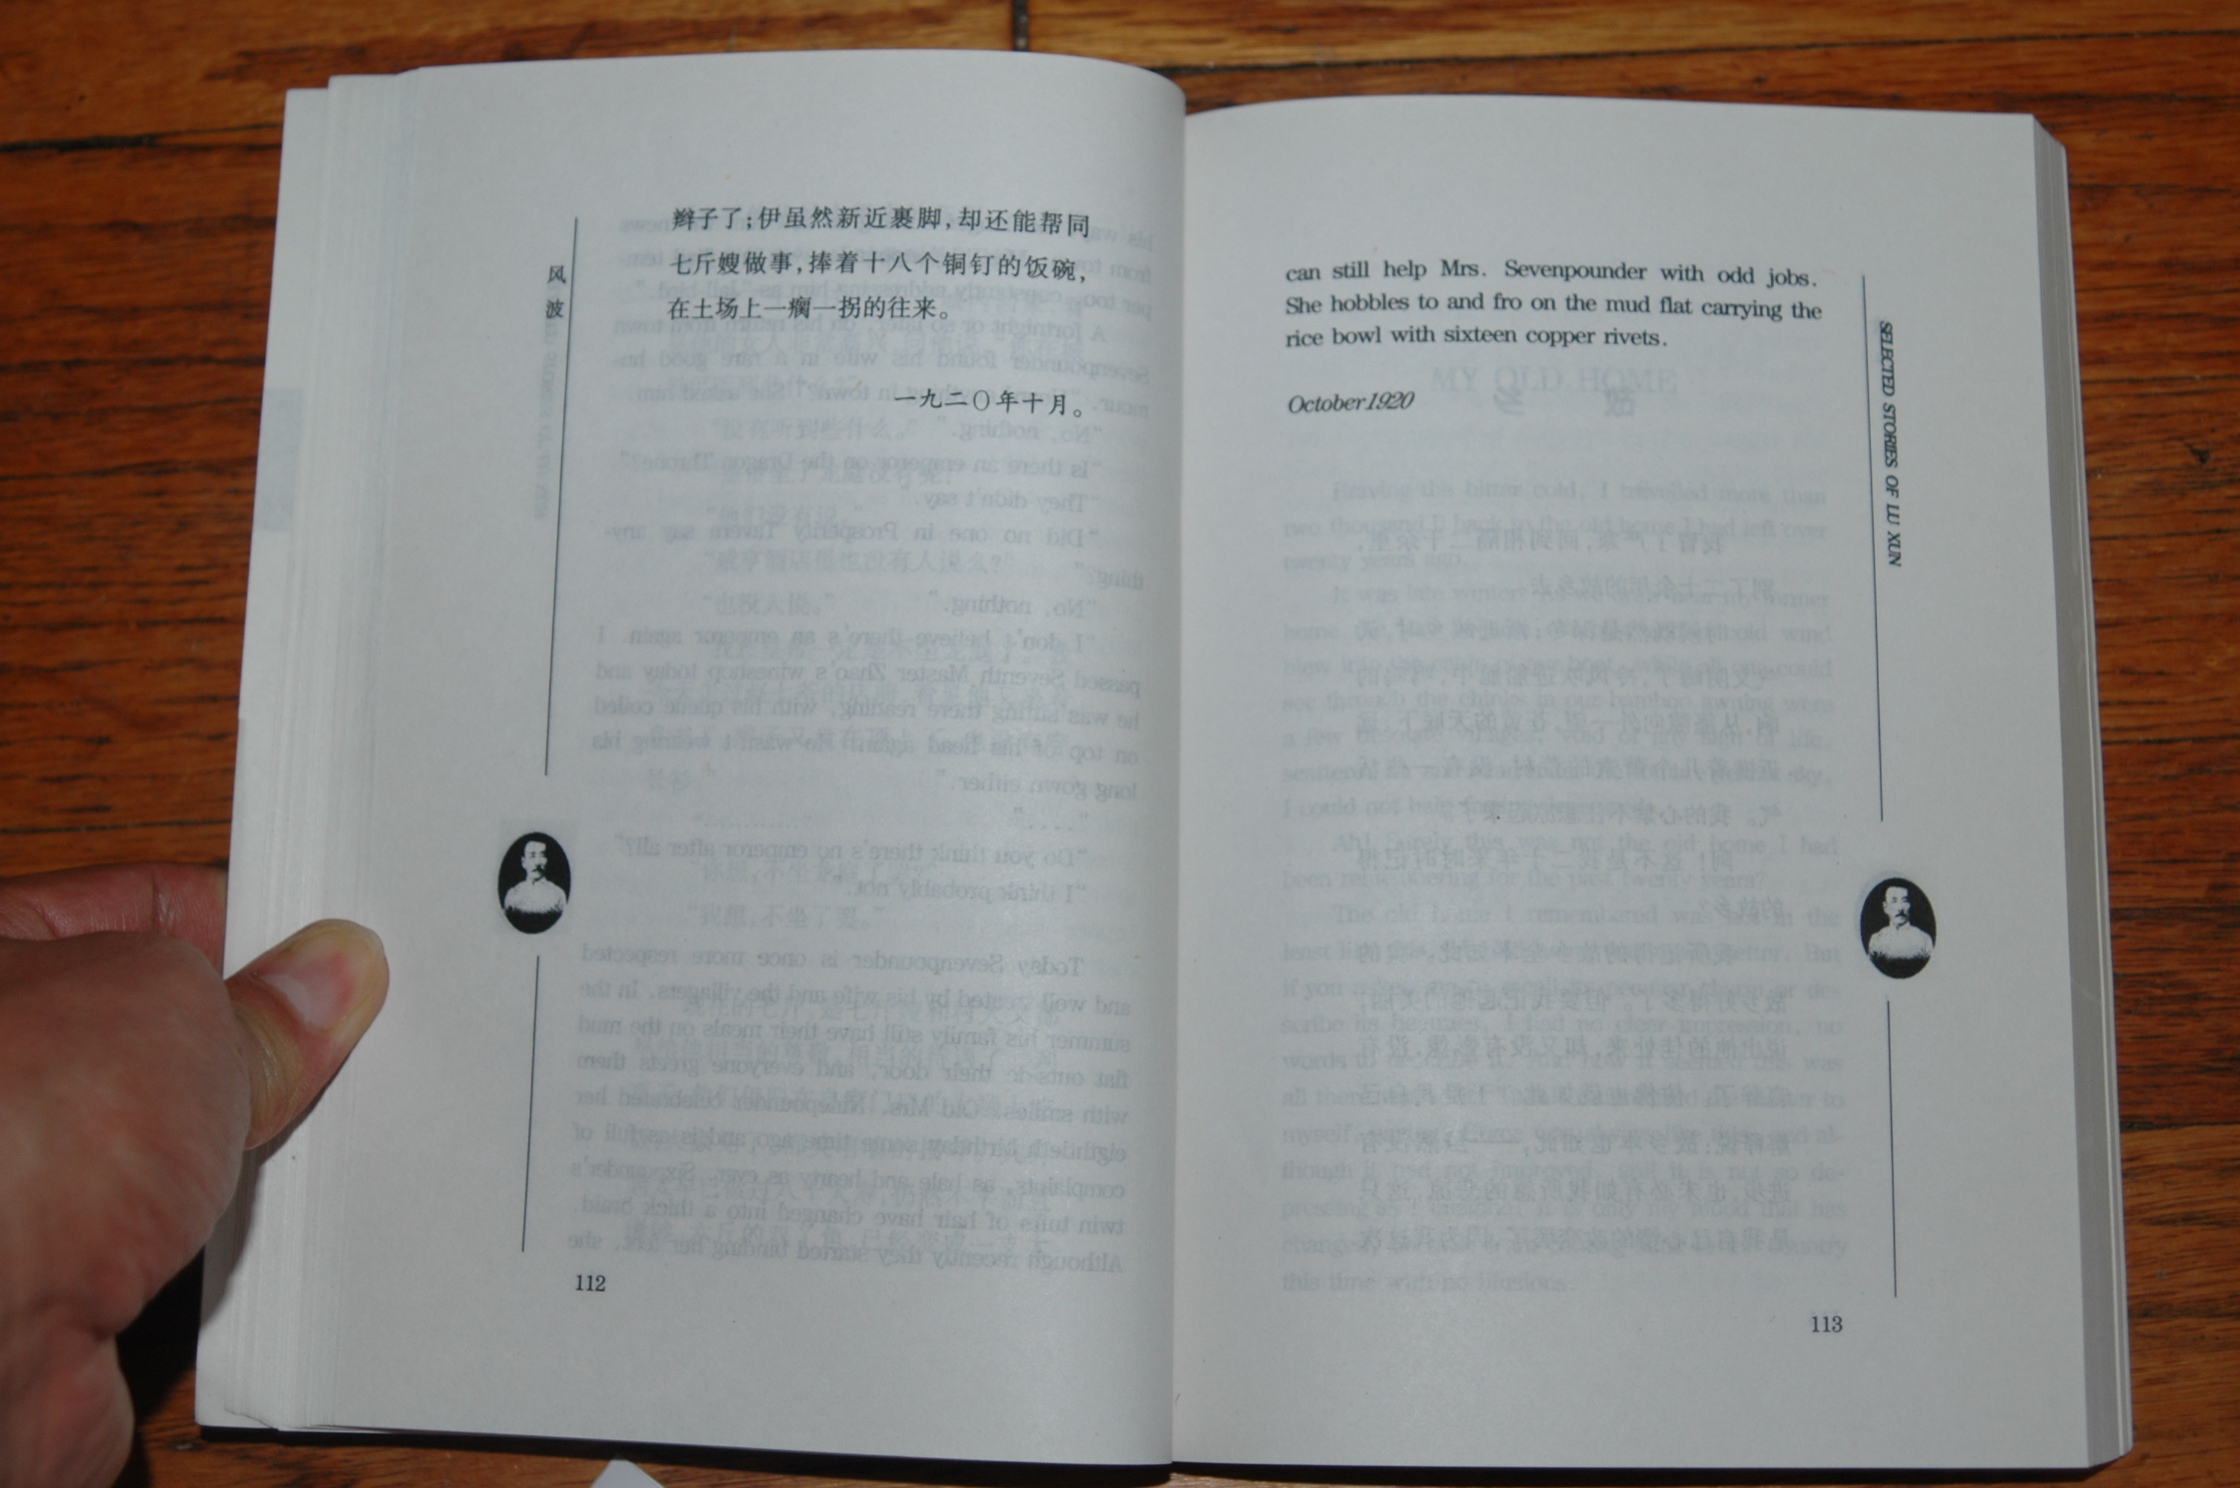 风
波
辫子了;伊虽然新近裹脚,却还能帮同
七斤嫂做事,捧着十八个铜钉的饭碗,
在土场上一瘸一拐的往来。
一九二〇年十月。
112
SELECTED STORIES OF LU XUN
can still help Mrs. Sevenpounder with odd jobs.
She hobbles to and fro on the mud flat carrying the
rice bowl with sixteen copper rivets.
October1920
113